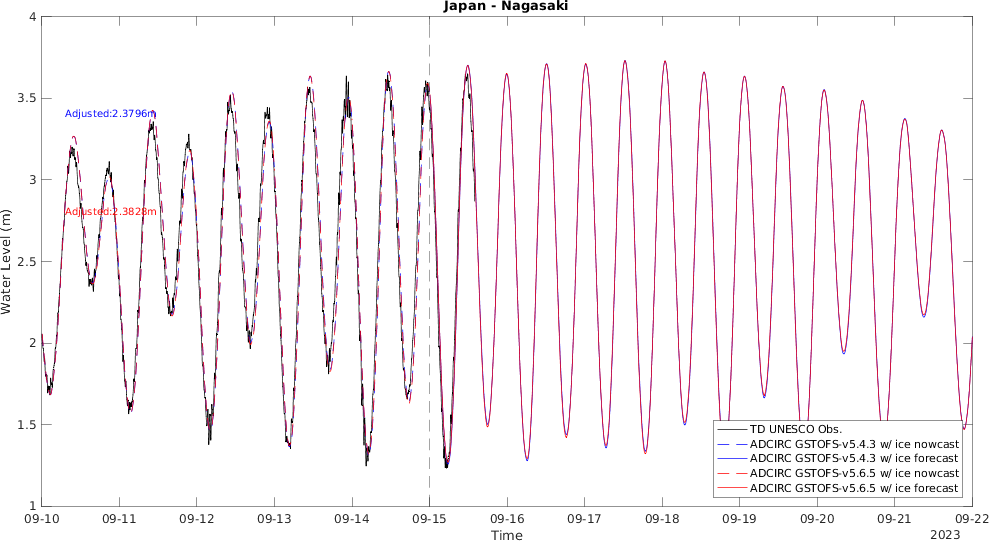 Japan - Nagasaki
Water Level (m)
4
3.5
3
2.5
2
1.5
1
Adjusted:2.3796m
Adjusted:2.3828m
TD UNESCO Obs.
ADCIRC GSTOFS-v5.4.3 w/ ice nowcast
ADCIRC GSTOFS-v5.4.3 w/ ice forecast
ADCIRC GSTOFS-v5.6.5 w/ ice nowcast
ADCIRC GSTOFS-v5.6.5 w/ ice forecast
09-10 09-11 09-12 09-13 09-14 09-15 09-16 09-17 09-18 09-19 09-20 09-21 09-22
Time
2023